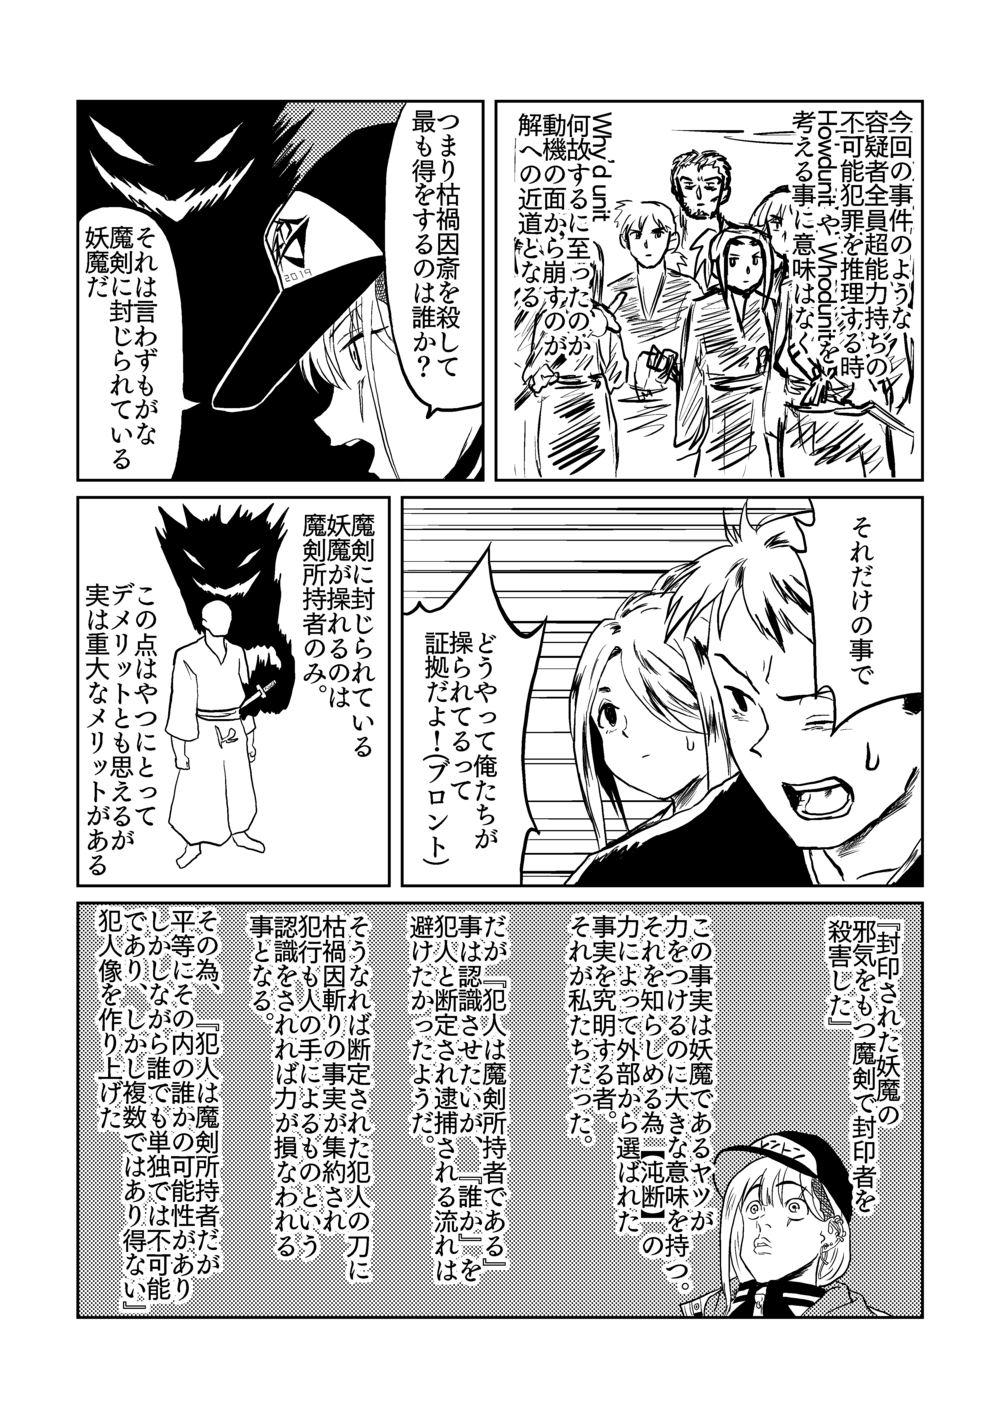 今回の事件のような
容疑者全員超能力持ちの、
不可能犯罪を推理する時
Howdunit や Whodunitを
考える事に意味はなく
Why'd unit
何故するに至ったのか
動機の面から崩すのが
解への近道となる
つまり枯禍因斎を殺して
最も得をするのは誰か?
2019
それは言わずもがな
魔剣に封じられている
妖魔だ
それだけの事で
どうやって俺たちが
操られてるって
証拠だよ!(ブロント)
魔剣に封じられている
妖魔が操れるのは
魔剣所持者のみ。
この点はやつにとって
デメリットとも思えるが
実は重大なメリットがある
『封印された妖魔の
邪気をもつ魔剣で封印者を
殺害した』
この事実は妖魔であるヤツが
力をつけるのに大きな意味を持つ。
それを知らしめる為【沌断】の
力によって外部から選ばれた
事実を究明する者。
それが私たちだった。
だが『犯人は魔剣所持者である』
事は認識させたいが、『誰か』を
犯人と断定され逮捕される流れは
避けたかったようだ。
そうなれば断定された犯人の刀に
枯禍因斬りの事実が集約され
犯行も人の手によるものという
認識をされれば力が損なわれる
事となる。
その為、『犯人は魔剣所持者だが
平等にその内の誰かの可能性があり
しかしながら誰でも単独では不可能
であり、しかし複数ではあり得ない』
犯人像を作り上げた